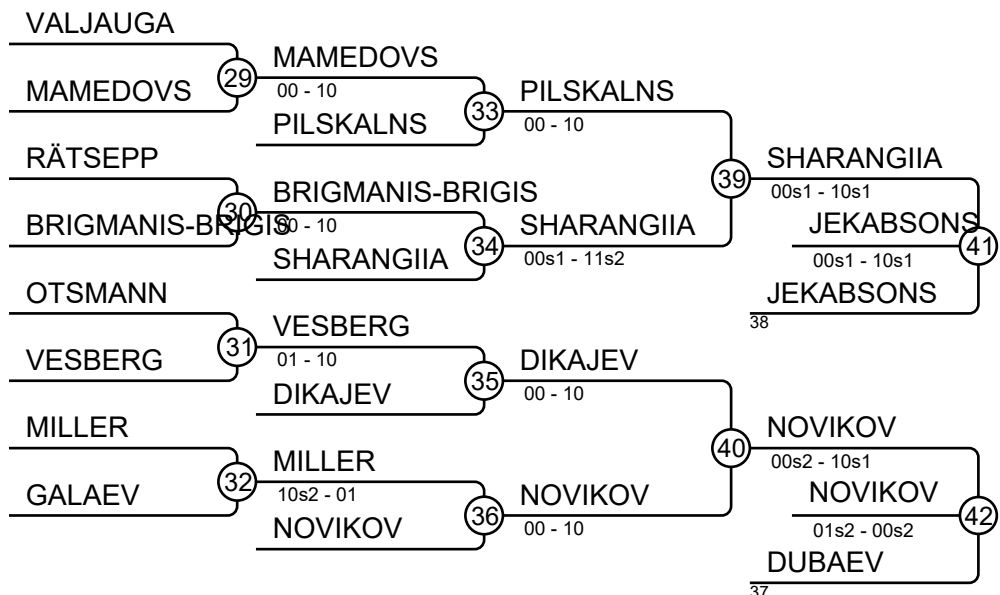 VALJAUGA
29
MAMEDOVS
00 - 10
MAMEDOVS
33
PILSKALNS
00 - 10
PILSKALNS
RÄTSEPP
39
SHARANGIIA
00s1 - 10s1
30
BRIGMANIS-BRIGIS
00 - 10
BRIGMANIS-BRIGIS
34
SHARANGIIA
00s1 - 11s2
SHARANGIIA
JEKABSONS
00s1 - 10s1
41
JEKABSONS
38
OTSMANN
31
VESBERG
01 - 10
VESBERG
35
DIKAJEV
00 - 10
DIKAJEV
MILLER
40
NOVIKOV
00s2 - 10s1
32
MILLER
10s2 - 01
GALAEV
36
NOVIKOV
00 - 10
NOVIKOV
NOVIKOV
01s2 - 00s2
42
DUBAEV
37